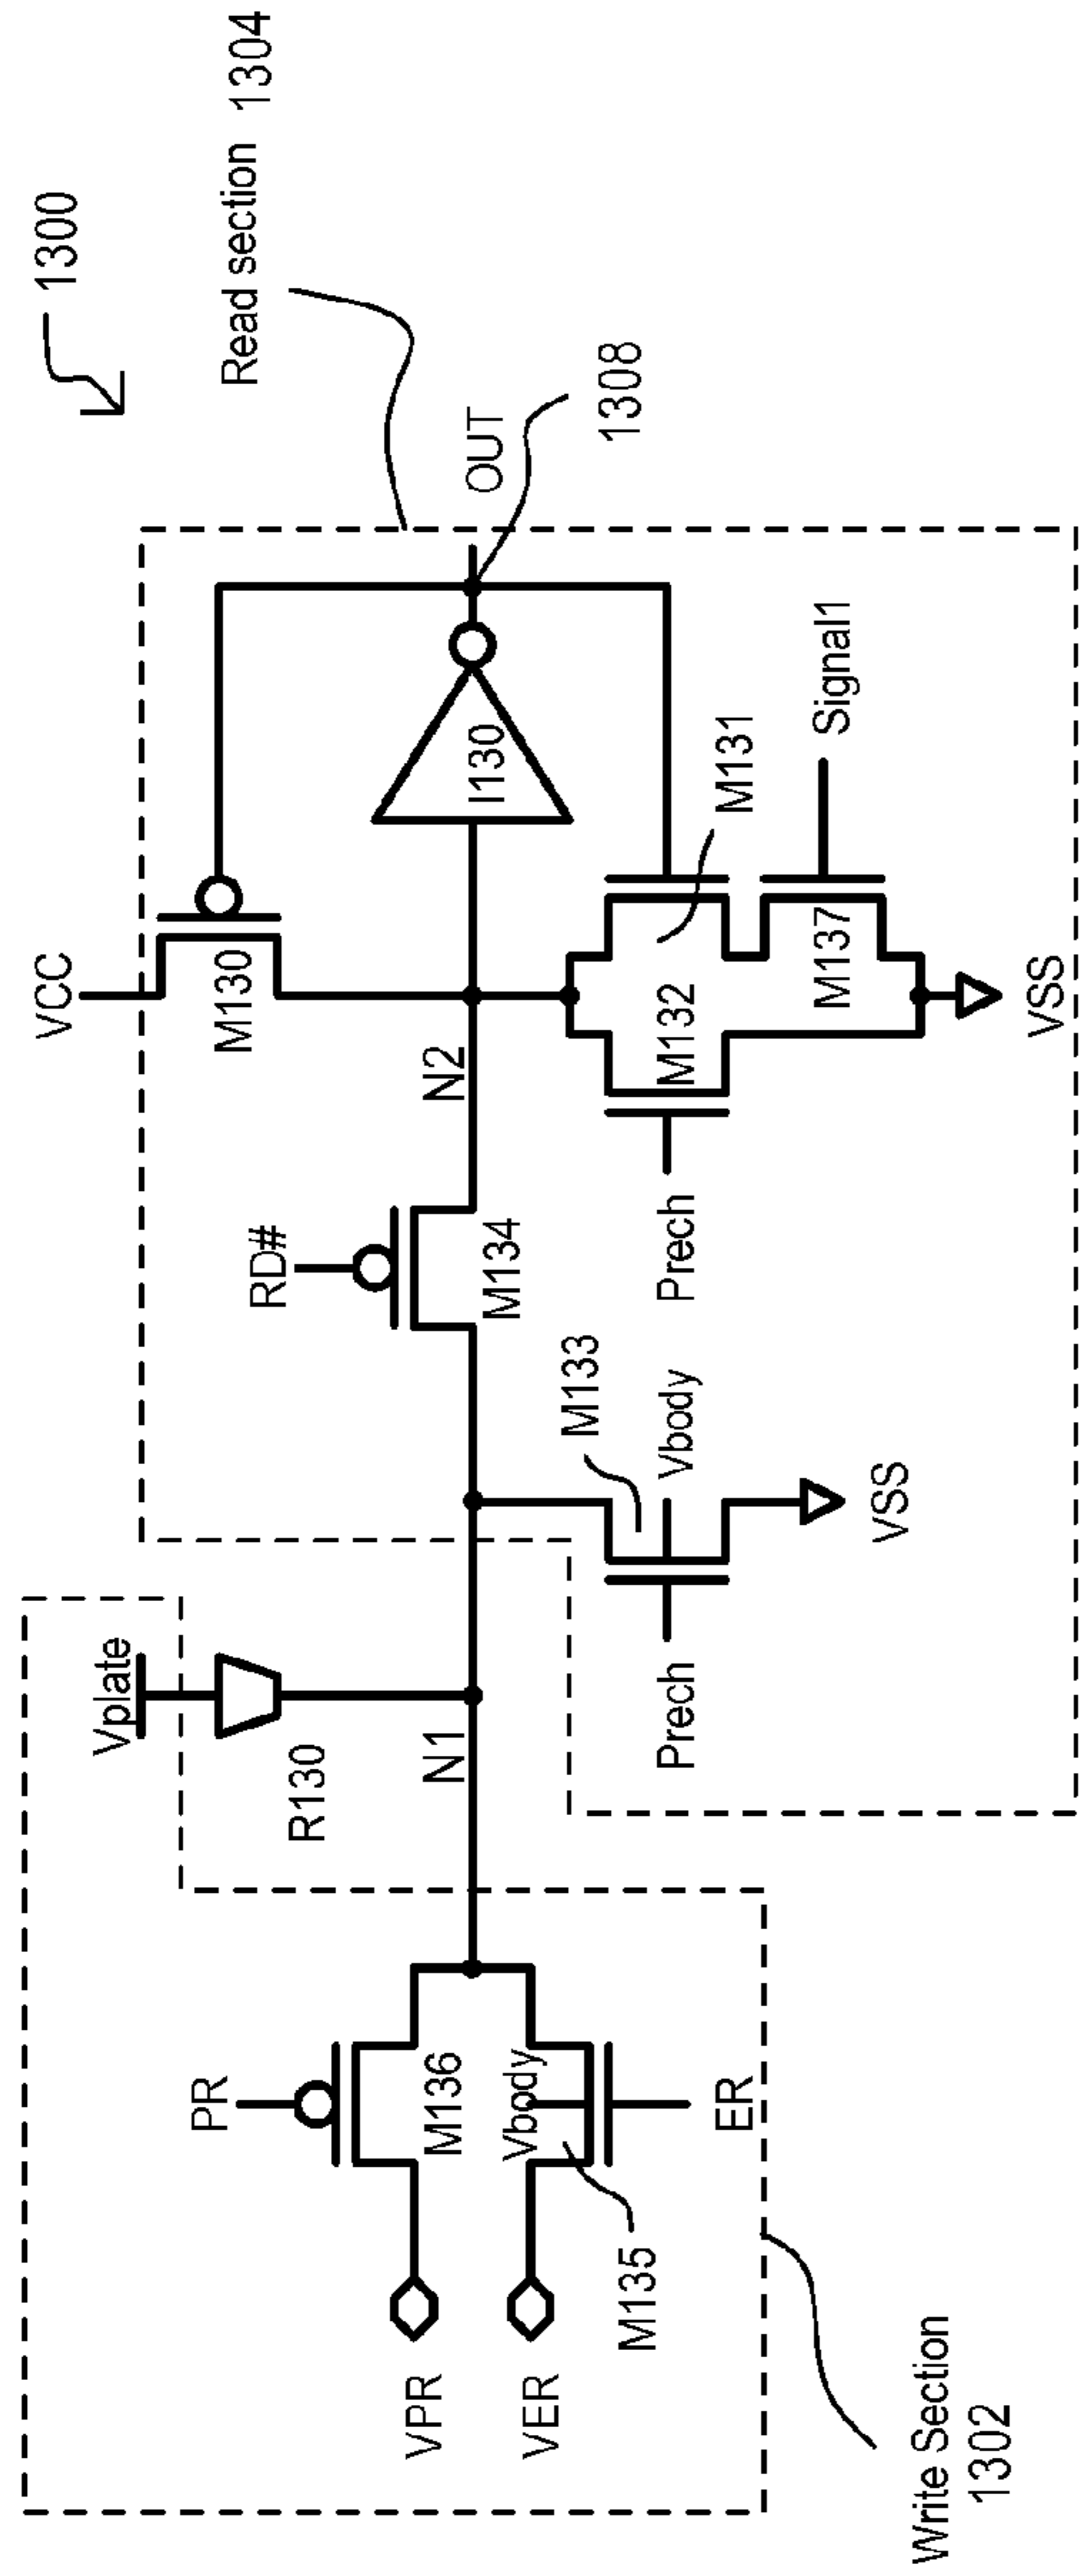 1300
Read section 1304
VCC
M130
I130
OUT
1308
RD#
M134
N2
M132
M131
Signal1
M137
Prech
VSS
Vplate
R130
N1
M133
Vbody
Prech
VSS
PR
M136
VPR
Vbody
VER
M135
ER
Write Section
1302